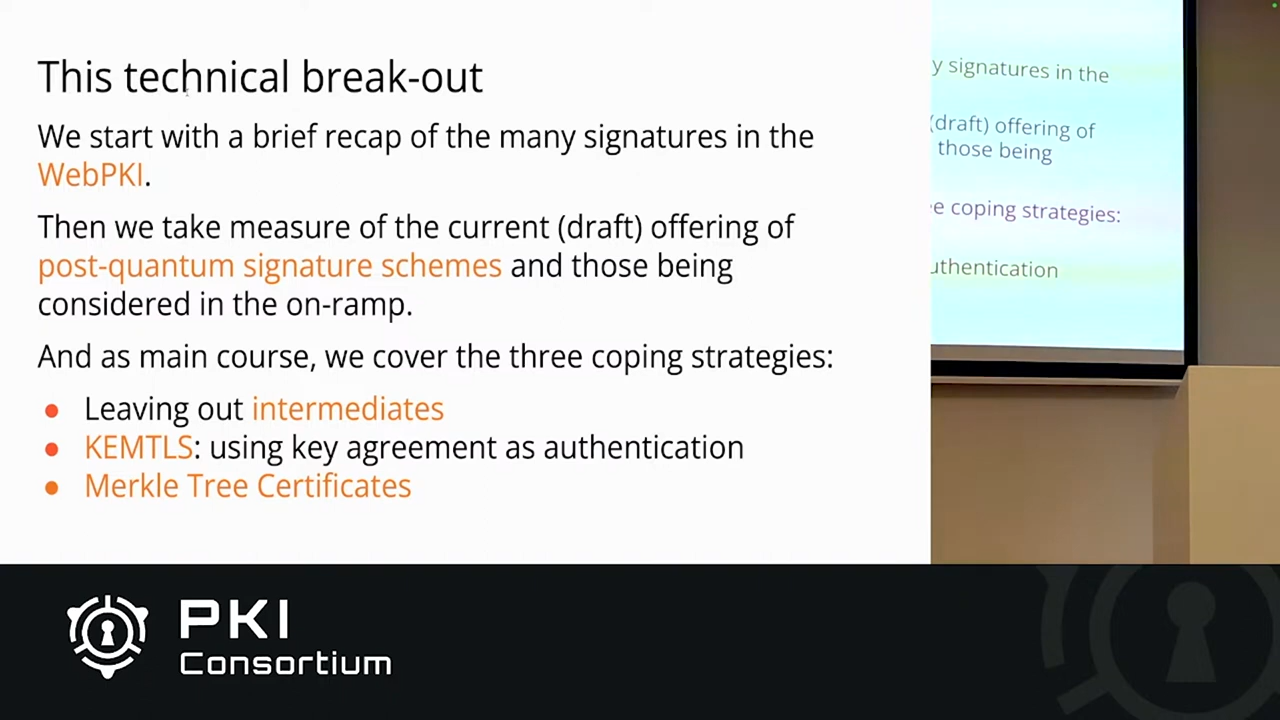 This technical break-out
We start with a brief recap of the many signatures in the
WebPKI.
Then we take measure of the current (draft) offering of
post-quantum signature schemes and those being
considered in the on-ramp.
And as main course, we cover the three coping strategies:
● Leaving out intermediates
● KEMTLS: using key agreement as authentication
● Merkle Tree Certificates
y signatures in the
(draft) offering of
those being
e coping strategies:
uthentication
PKI
Consortium